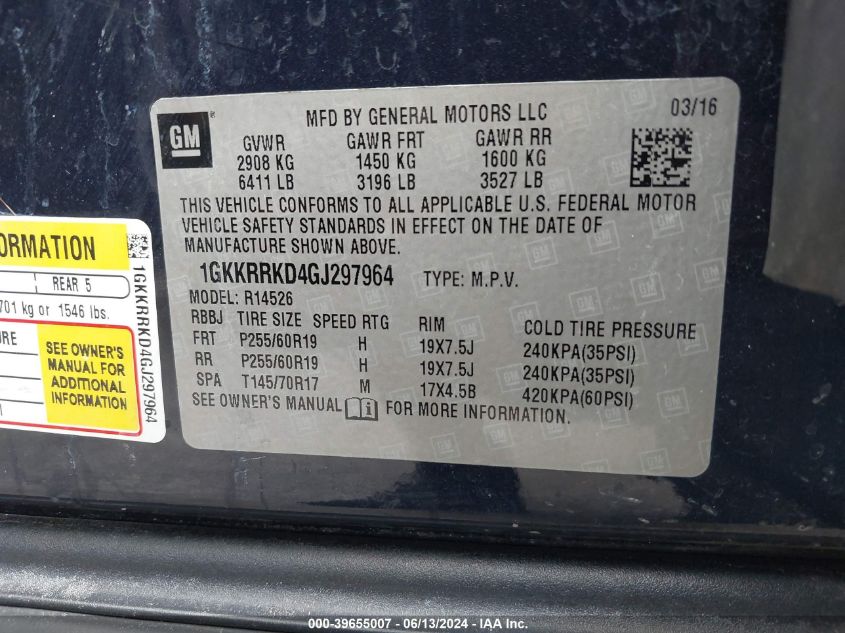 GM
MFD BY GENERAL MOTORS LLC 03/16
GVWR GAWR FRT GAWR RR
2908 KG 1450 KG 1600 KG
6411 LB 3196 LB 3527 LB
THIS VEHICLE CONFORMS TO ALL APPLICABLE U.S. FEDERAL MOTOR
VEHICLE SAFETY STANDARDS IN EFFECT ON THE DATE OF
MANUFACTURE SHOWN ABOVE.
1GKKRRKD4GJ297964 TYPE: M.P.V.
MODEL: R14526
RBBJ TIRE SIZE SPEED RTG RIM COLD TIRE PRESSURE
FRT P255/60R19 H 19X7.5J 240KPA(35PSI)
RR P255/60R19 H 19X7.5J 240KPA(35PSI)
SPA T145/70R17 M 17X4.5B 420KPA(60PSI)
SEE OWNER'S MANUAL FOR MORE INFORMATION.
ORMATION
REAR 5
701 kg or 1546 lbs.
URE
SEE OWNER'S
MANUAL FOR
ADDITIONAL
INFORMATION
1GKKRRKD4GJ297964
000-39655007 - 06/13/2024 - IAA, Inc.